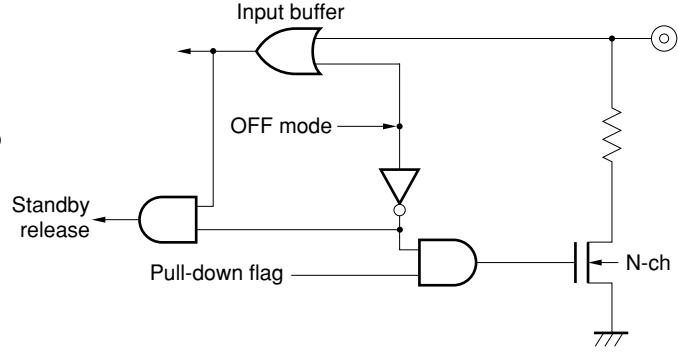 Input buffer
OFF mode
Standby
release
Pull-down flag
N-ch